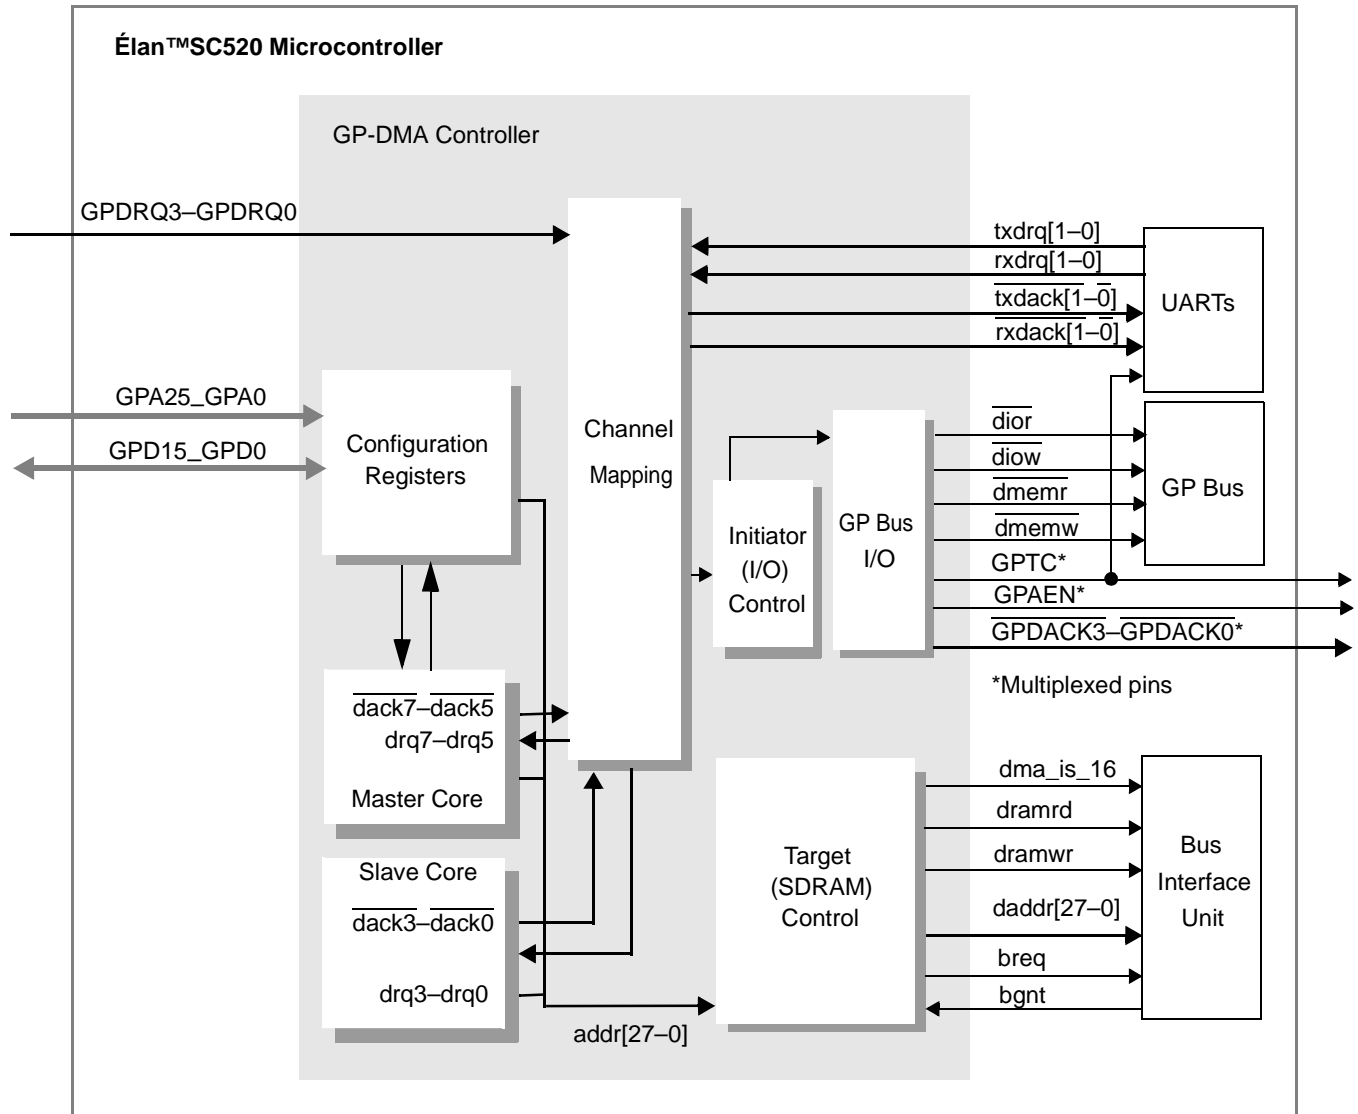 Élan™SC520 Microcontroller
GP-DMA Controller
GPDRQ3–GPDRQ0
txdrq[1–0]
rxdrq[1–0]
txdack[1–0]
rxdack[1–0]
UARTs
GPA25_GPA0
GPD15_GPD0
Configuration
Registers
Channel
Mapping
Initiator
(I/O)
Control
GP Bus
I/O
dior
diow
dmemr
dmemw
GP Bus
GPTC*
GPAEN*
GPDACK3–GPDACK0*
*Multiplexed pins
dack7–dack5
drq7–drq5
Master Core
Slave Core
dack3–dack0
drq3–drq0
addr[27–0]
Target
(SDRAM)
Control
dma_is_16
dramrd
dramwr
daddr[27–0]
breq
bgnt
Bus
Interface
Unit